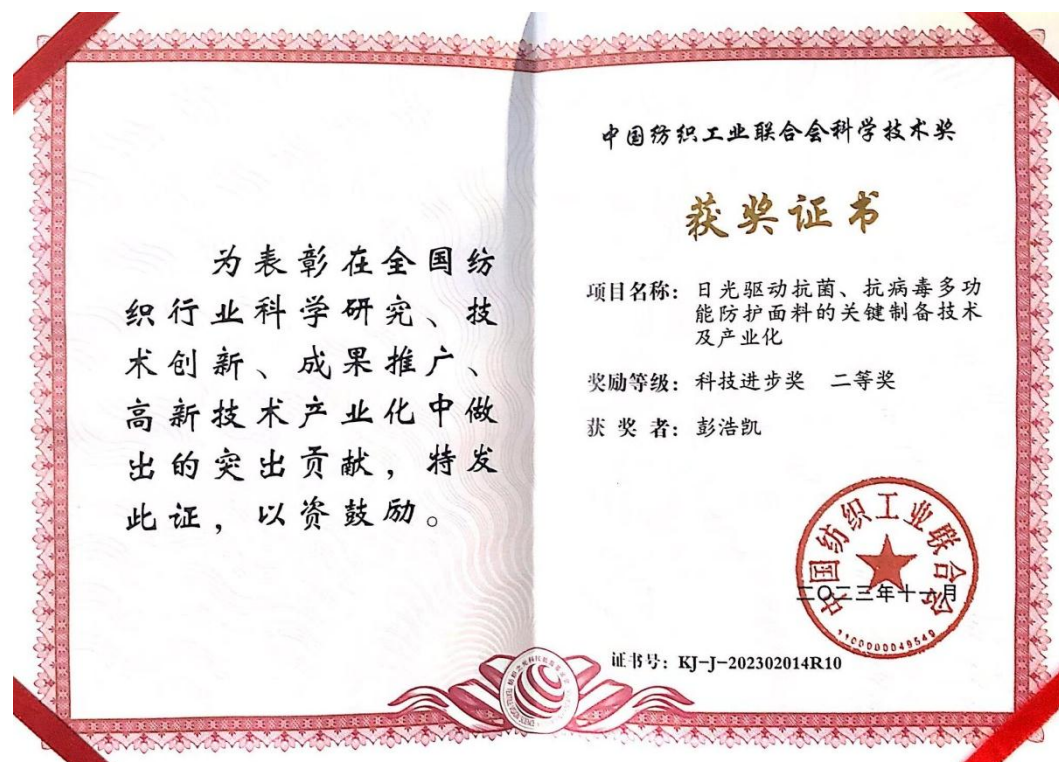 为表彰在全国纺
织行业科学研究、技
术创新、成果推广、
高新技术产业化中做
出的突出贡献，特发
此证，以资鼓励。
中国纺织工业联合会科学技术奖
获奖证书
项目名称：日光驱动抗菌、抗病毒多功
能防护面料的关键制备技术
及产业化
奖励等级：科技进步奖 二等奖
获 奖 者：彭浩凯
中国纺织工业联合会
二〇二三年十一月
证书号：KJ-J-202302014R10